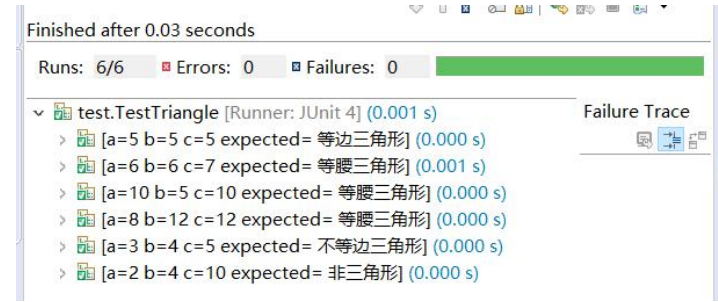 Finished after 0.03 seconds
Runs: 6/6 Errors: 0 Failures: 0
test.TestTriangle [Runner: JUnit 4] (0.001 s)
Failure Trace
[a=5 b=5 c=5 expected= 等边三角形] (0.000 s)
[a=6 b=6 c=7 expected= 等腰三角形] (0.001 s)
[a=10 b=5 c=10 expected= 等腰三角形] (0.000 s)
[a=8 b=12 c=12 expected= 等腰三角形] (0.000 s)
[a=3 b=4 c=5 expected= 不等边三角形] (0.000 s)
[a=2 b=4 c=10 expected= 非三角形] (0.000 s)